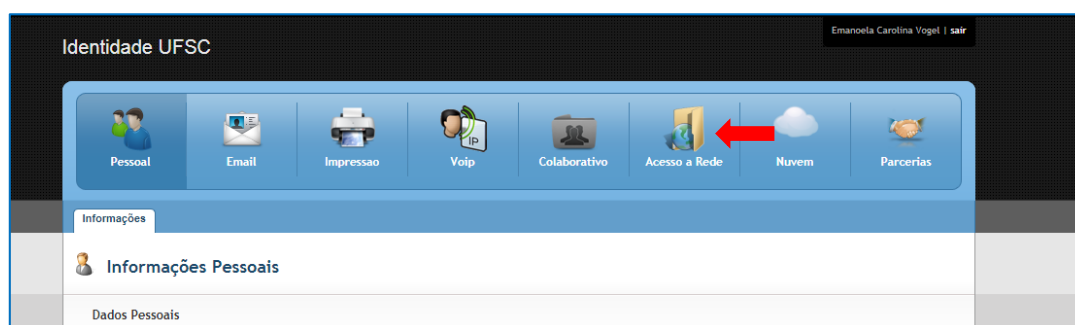 Emanoela Carolina Vogel | sair
Identidade UFSC
IP
Pessoal Email Impressao Voip Colaborativo Acesso a Rede Nuvem Parcerias
Informações
Informações Pessoais
Dados Pessoais